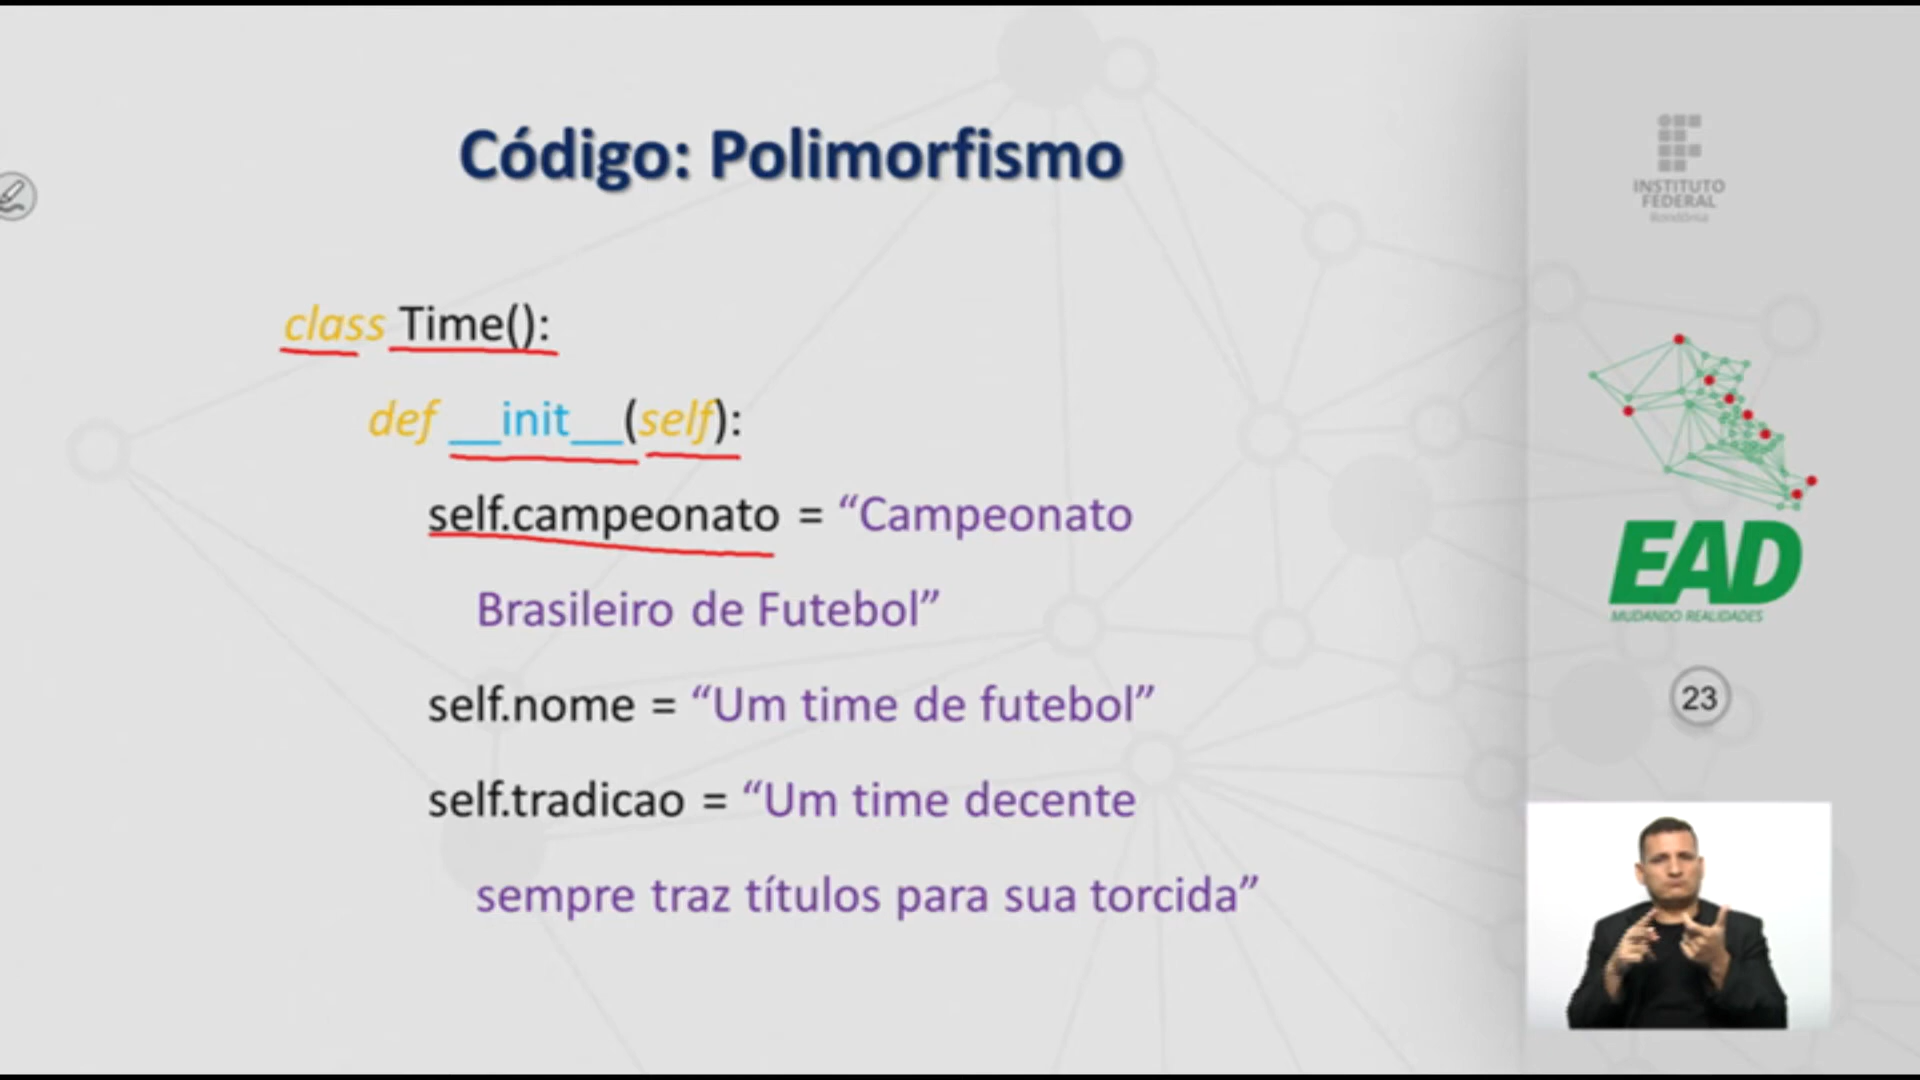 Código: Polimorfismo
class Time():
def __init__(self):
self.campeonato = “Campeonato
Brasileiro de Futebol”
self.nome = “Um time de futebol”
self.tradicao = “Um time decente
sempre traz títulos para sua torcida”
INSTITUTO
FEDERAL
Rondônia
EAD
MUDANDO REALIDADES
23